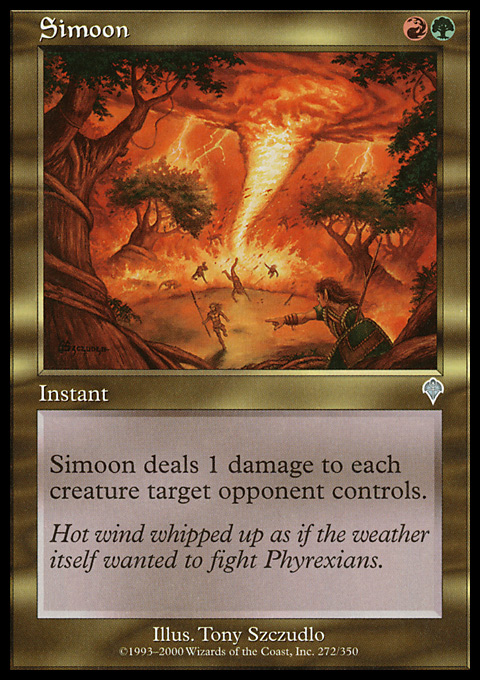 Simoon
Instant
Simoon deals 1 damage to each
creature target opponent controls.
Hot wind whipped up as if the weather
itself wanted to fight Phyrexians.
Illus. Tony Szczudlo
©1993–2000 Wizards of the Coast, Inc. 272/350